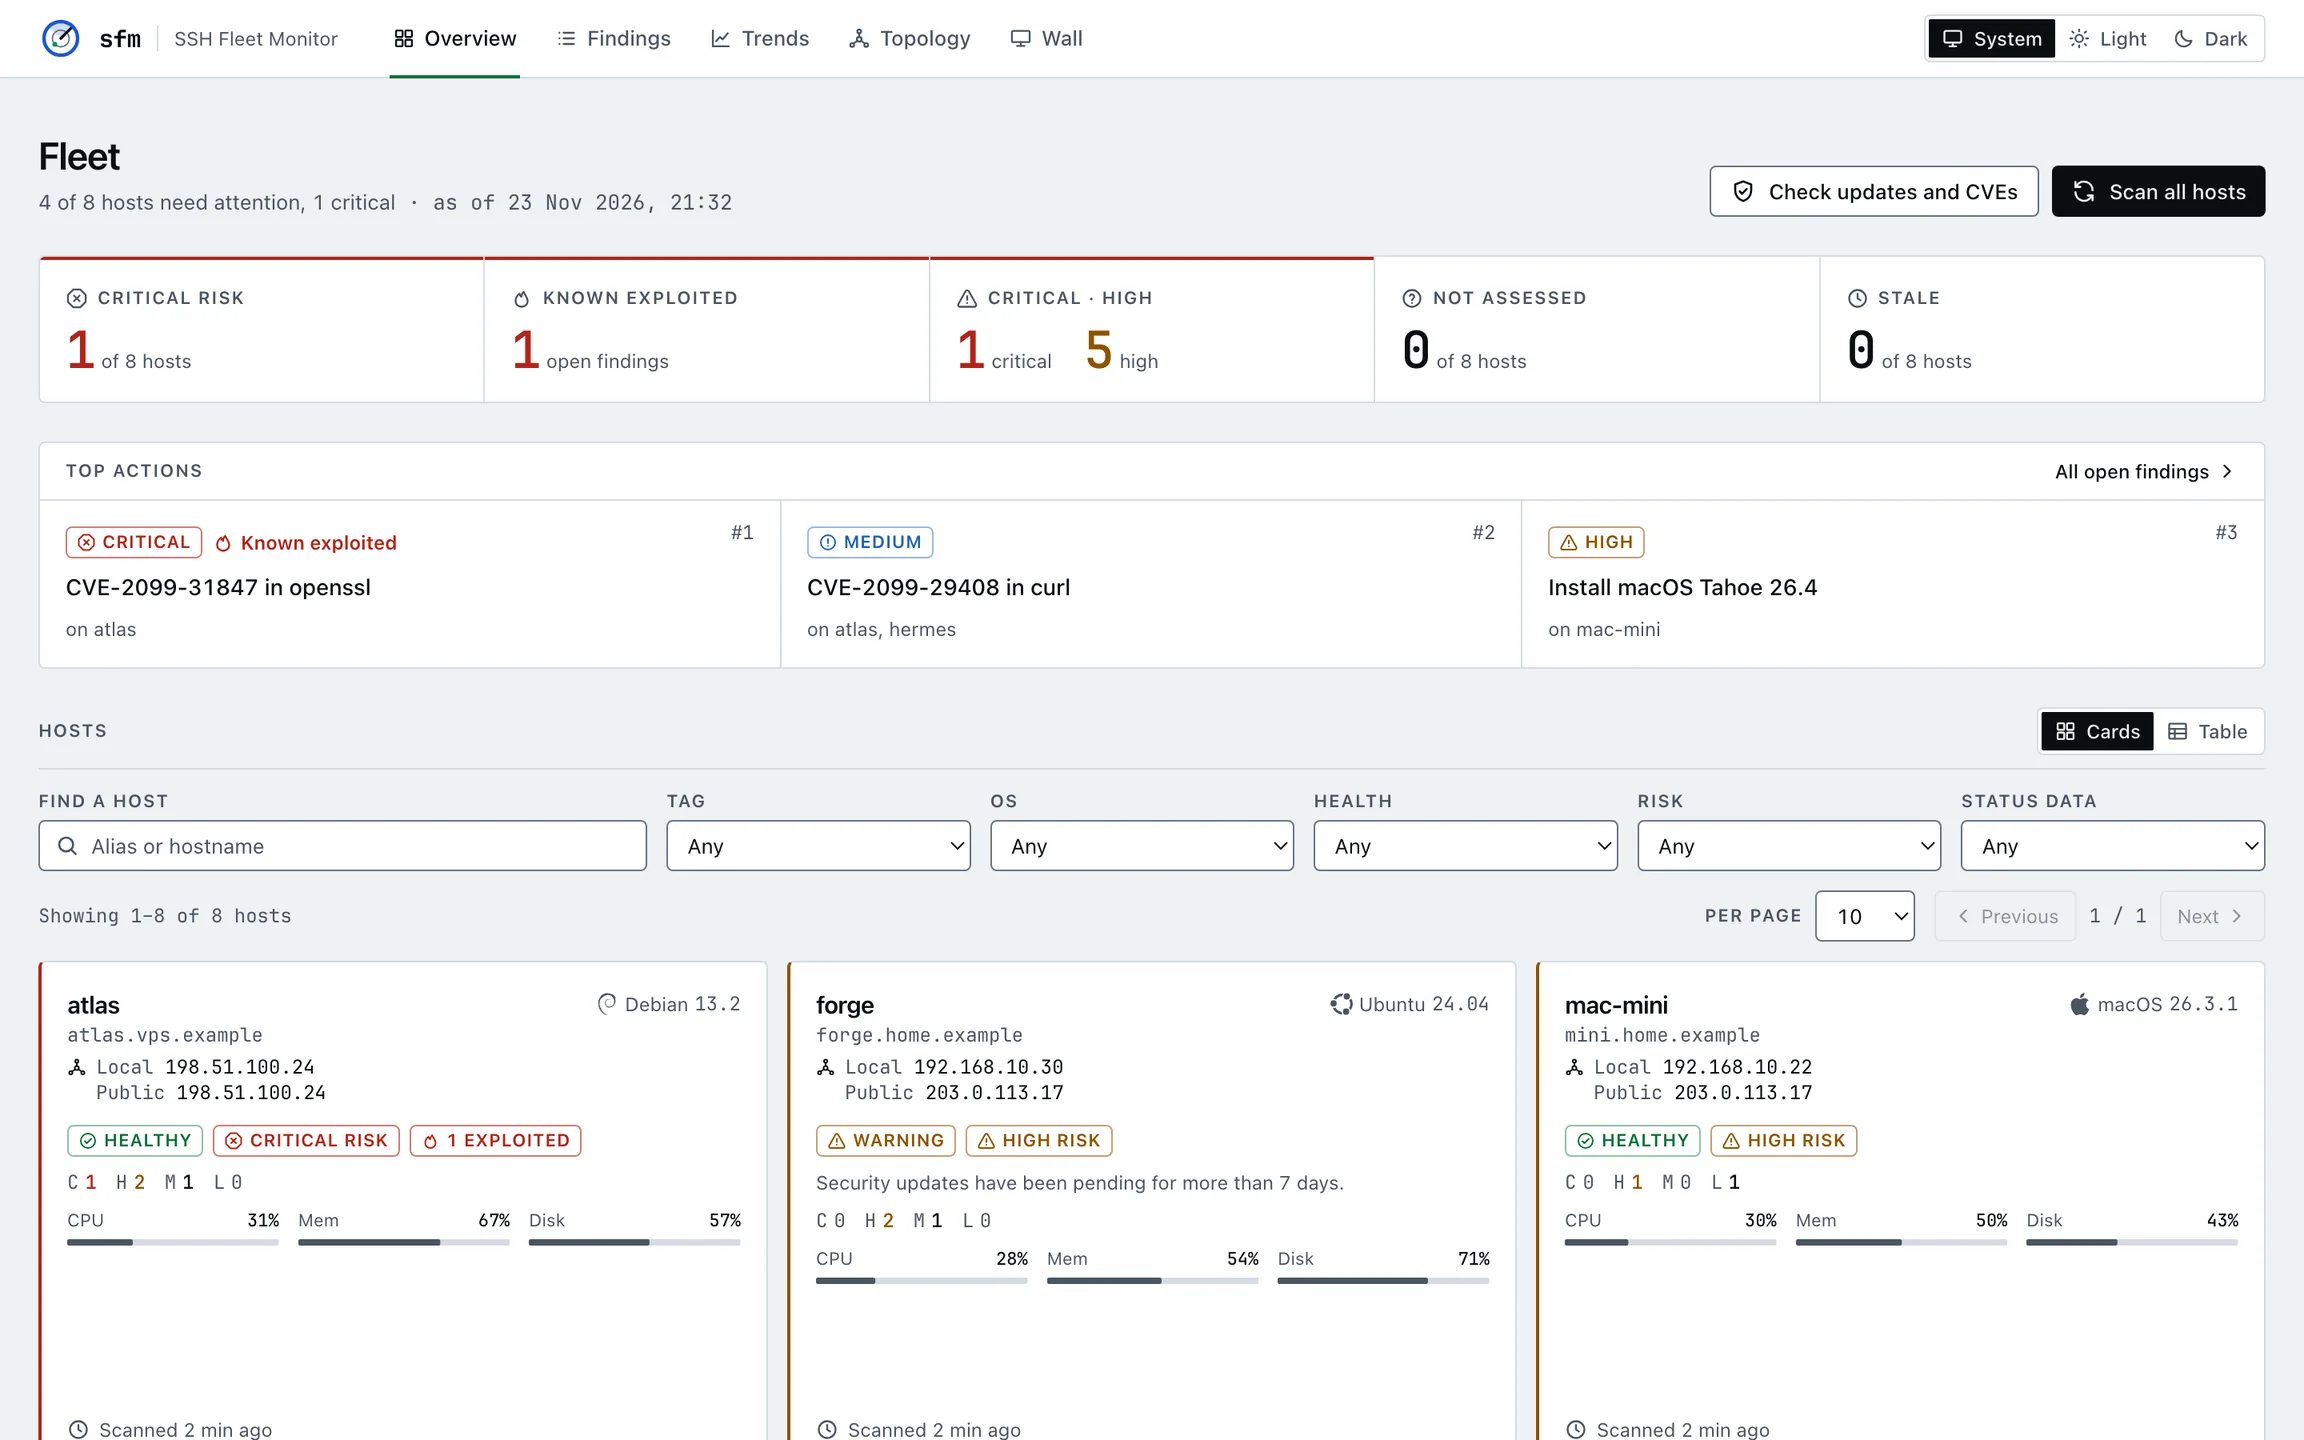 sfm SSH Fleet Monitor Overview Findings Trends Topology Wall System Light Dark
Fleet
4 of 8 hosts need attention, 1 critical · as of 23 Nov 2026, 21:32
Check updates and CVEs Scan all hosts
CRITICAL RISK
1 of 8 hosts
KNOWN EXPLOITED
1 open findings
CRITICAL · HIGH
1 critical 5 high
NOT ASSESSED
0 of 8 hosts
STALE
0 of 8 hosts
TOP ACTIONS All open findings
CRITICAL Known exploited #1
CVE-2099-31847 in openssl
on atlas
MEDIUM #2
CVE-2099-29408 in curl
on atlas, hermes
HIGH #3
Install macOS Tahoe 26.4
on mac-mini
HOSTS Cards Table
FIND A HOST TAG OS HEALTH RISK STATUS DATA
Alias or hostname Any Any Any Any Any
Showing 1–8 of 8 hosts PER PAGE 10 Previous 1 / 1 Next
atlas Debian 13.2
atlas.vps.example
Local 198.51.100.24
Public 198.51.100.24
HEALTHY CRITICAL RISK 1 EXPLOITED
C 1 H 2 M 1 L 0
CPU 31% Mem 67% Disk 57%
Scanned 2 min ago
forge Ubuntu 24.04
forge.home.example
Local 192.168.10.30
Public 203.0.113.17
WARNING HIGH RISK
Security updates have been pending for more than 7 days.
C 0 H 2 M 1 L 0
CPU 28% Mem 54% Disk 71%
Scanned 2 min ago
mac-mini macOS 26.3.1
mini.home.example
Local 192.168.10.22
Public 203.0.113.17
HEALTHY HIGH RISK
C 0 H 1 M 0 L 1
CPU 30% Mem 50% Disk 43%
Scanned 2 min ago